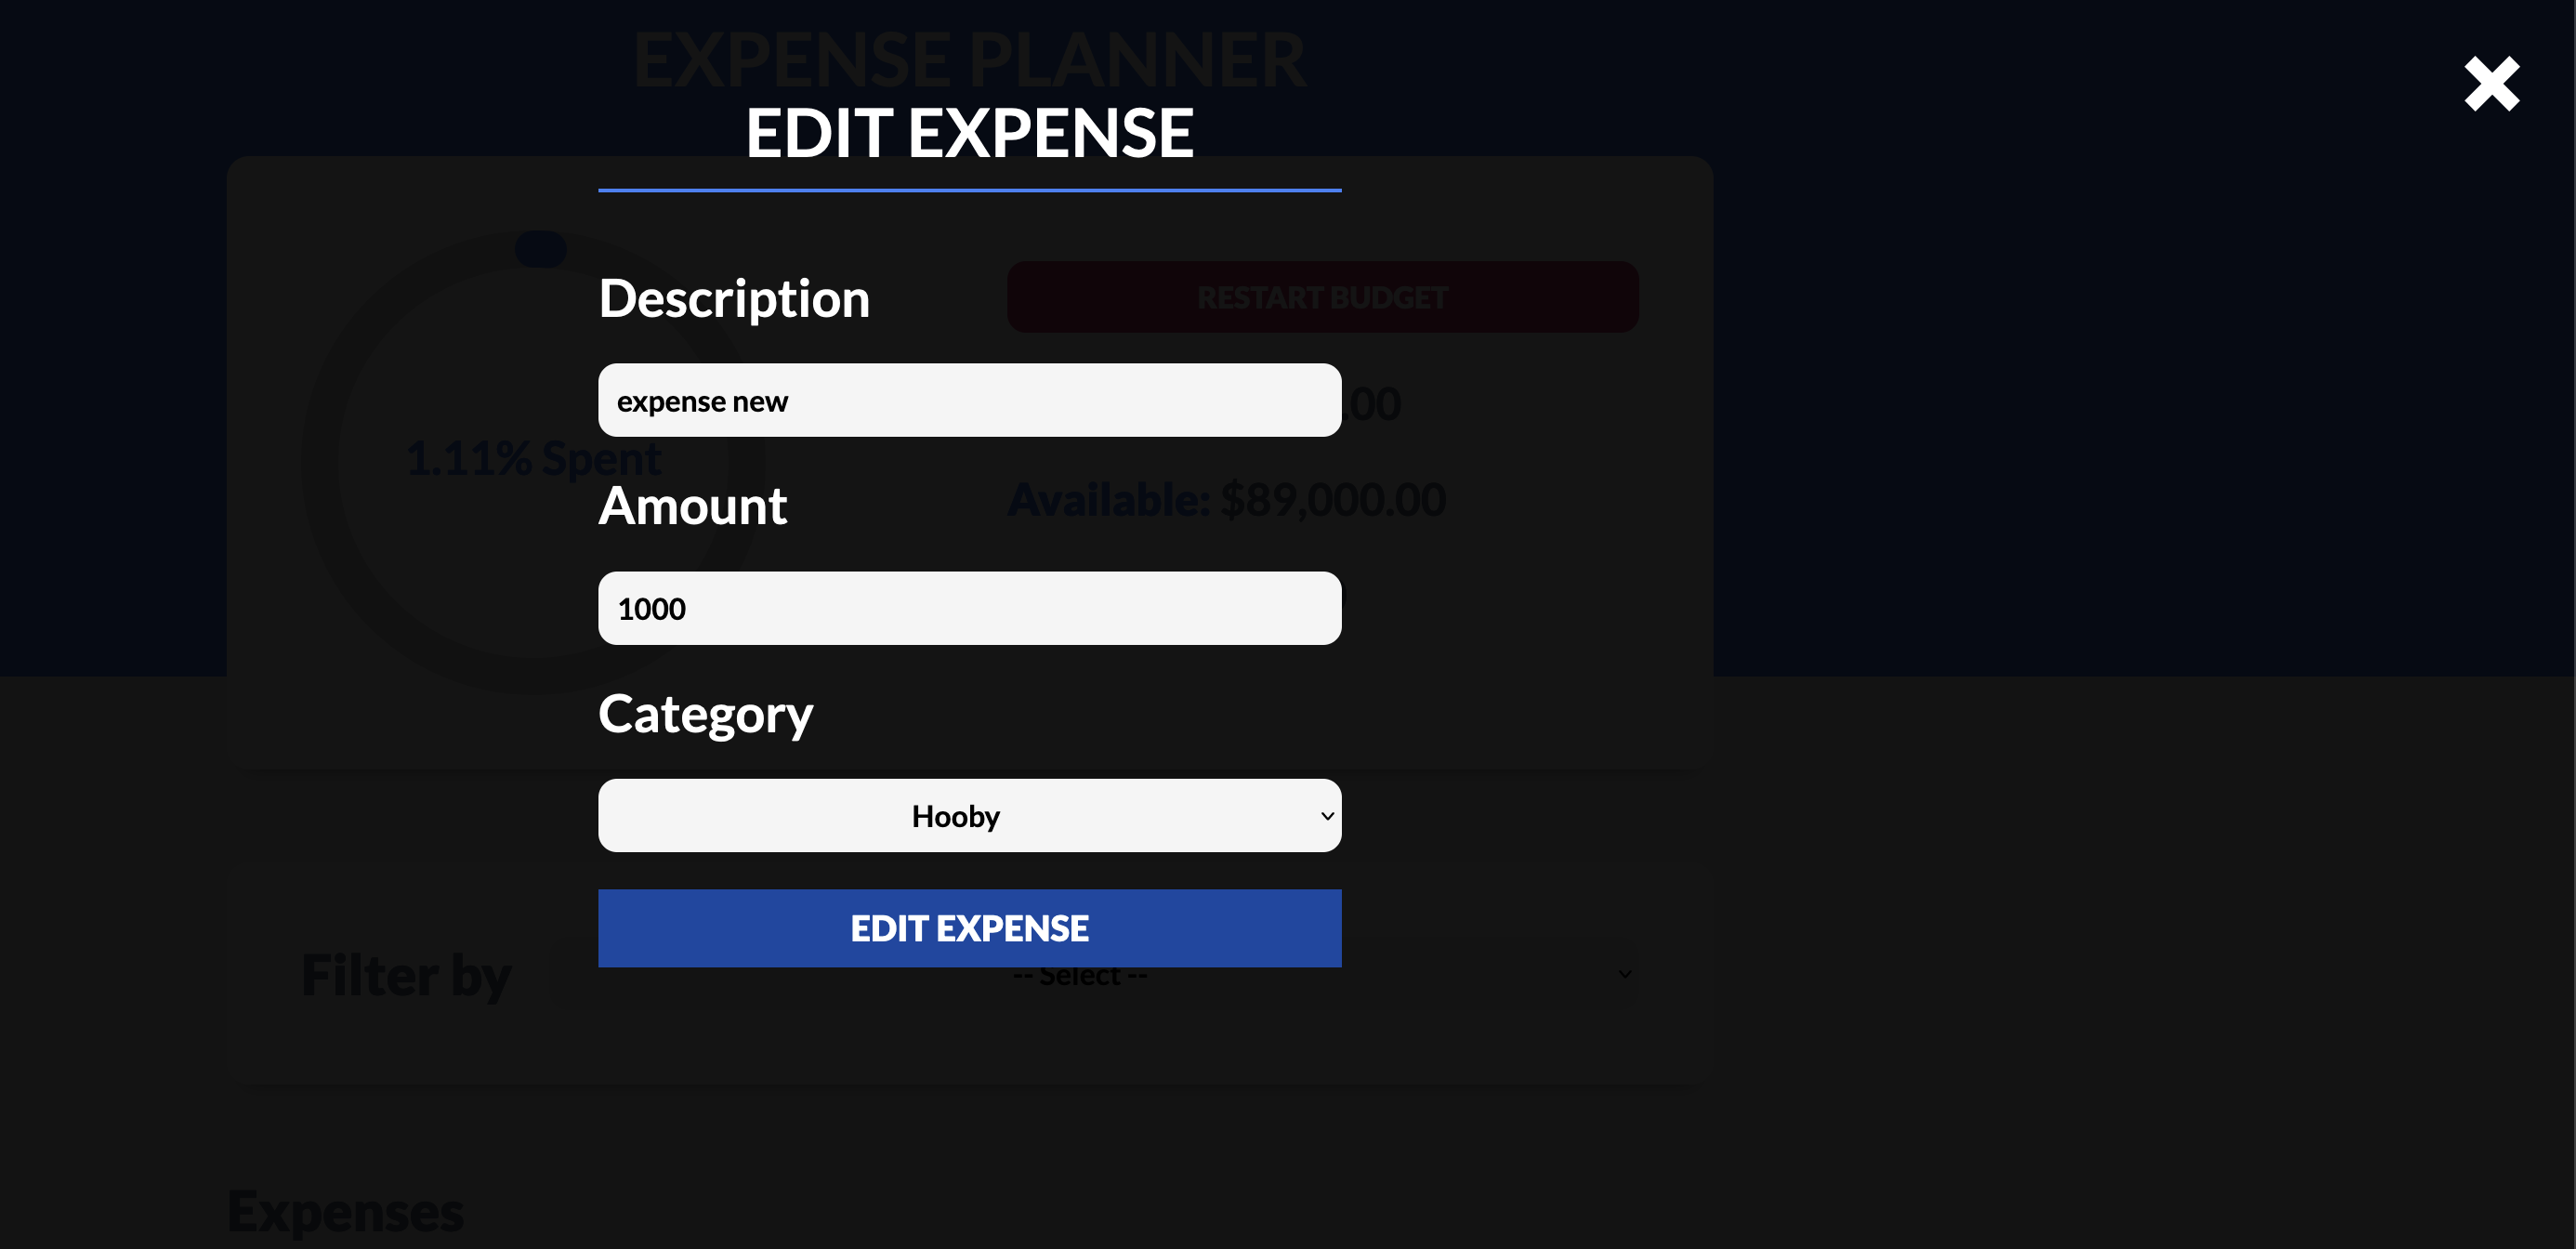 EXPENSE PLANNER
EDIT EXPENSE
Description
RESTART BUDGET
expense new
.00
1.11% Spent
Amount
Available: $89,000.00
1000
Category
Hooby
EDIT EXPENSE
Filter by
-- Select --
Expenses